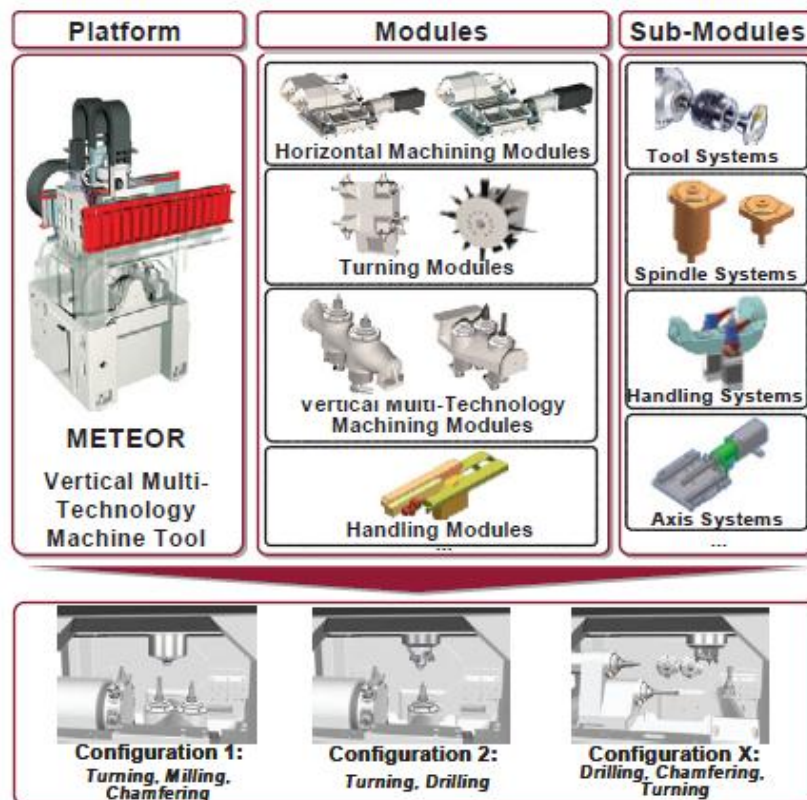 Platform
Modules
Sub-Modules
METEOR
Vertical Multi-
Technology
Machine Tool
Horizontal Machining Modules
Turning Modules
Vertical Multi-Technology
Machining Modules
Handling Modules
...
Tool Systems
Spindle Systems
Handling Systems
Axis Systems
...
Configuration 1:
Turning, Milling,
Chamfering
Configuration 2:
Turning, Drilling
Configuration X:
Drilling, Chamfering,
Turning